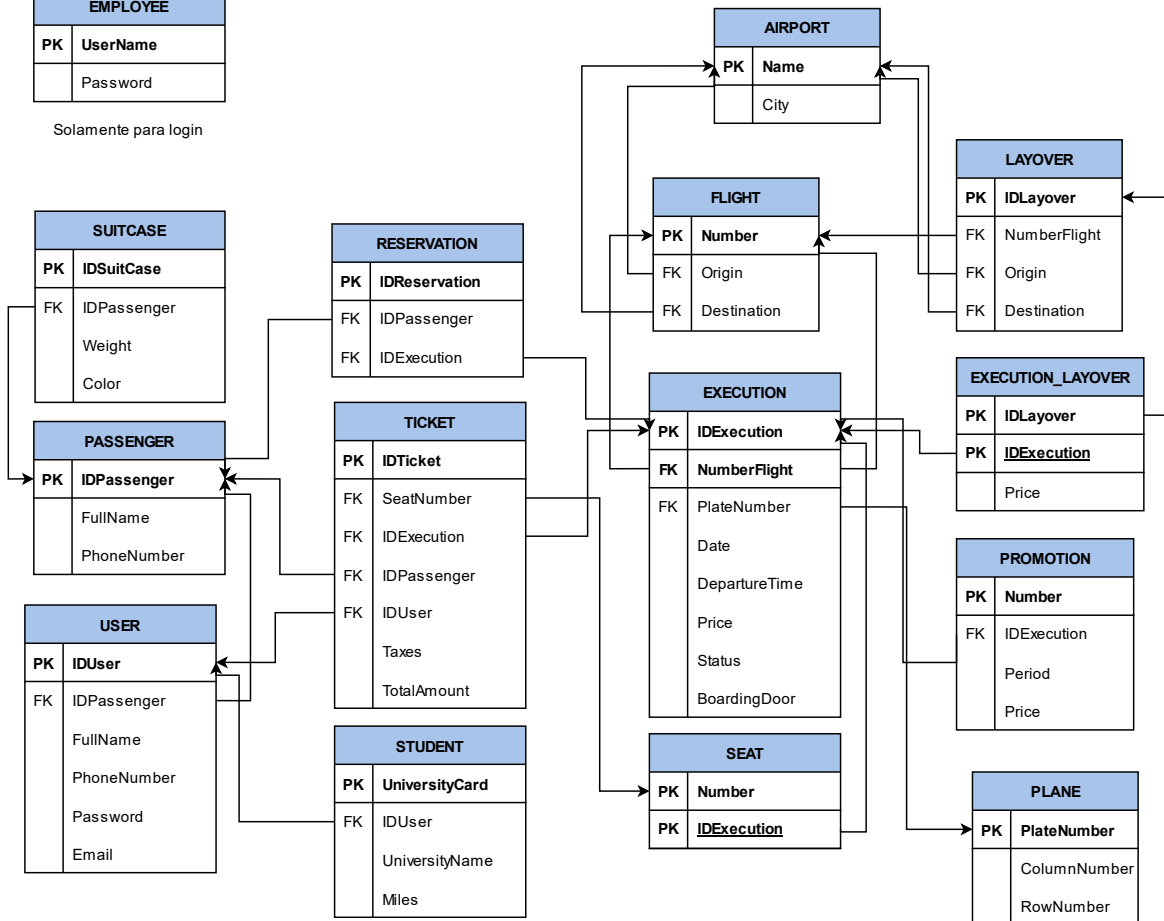 EMPLOYEE
PK UserName
Password
Solamente para login
AIRPORT
PK Name
City
LAYOVER
PK IDLayover
FK NumberFlight
FK Origin
FK Destination
FLIGHT
PK Number
FK Origin
FK Destination
SUITCASE
PK IDSuitCase
FK IDPassenger
Weight
Color
RESERVATION
PK IDReservation
FK IDPassenger
FK IDExecution
EXECUTION_LAYOVER
PK IDLayover
PK IDExecution
Price
EXECUTION
PK IDExecution
FK NumberFlight
FK PlateNumber
Date
DepartureTime
Price
Status
BoardingDoor
TICKET
PK IDTicket
FK SeatNumber
FK IDExecution
FK IDPassenger
FK IDUser
Taxes
TotalAmount
PASSENGER
PK IDPassenger
FullName
PhoneNumber
PROMOTION
PK Number
FK IDExecution
Period
Price
USER
PK IDUser
FK IDPassenger
FullName
PhoneNumber
Password
Email
STUDENT
PK UniversityCard
FK IDUser
UniversityName
Miles
SEAT
PK Number
PK IDExecution
PLANE
PK PlateNumber
ColumnNumber
RowNumber